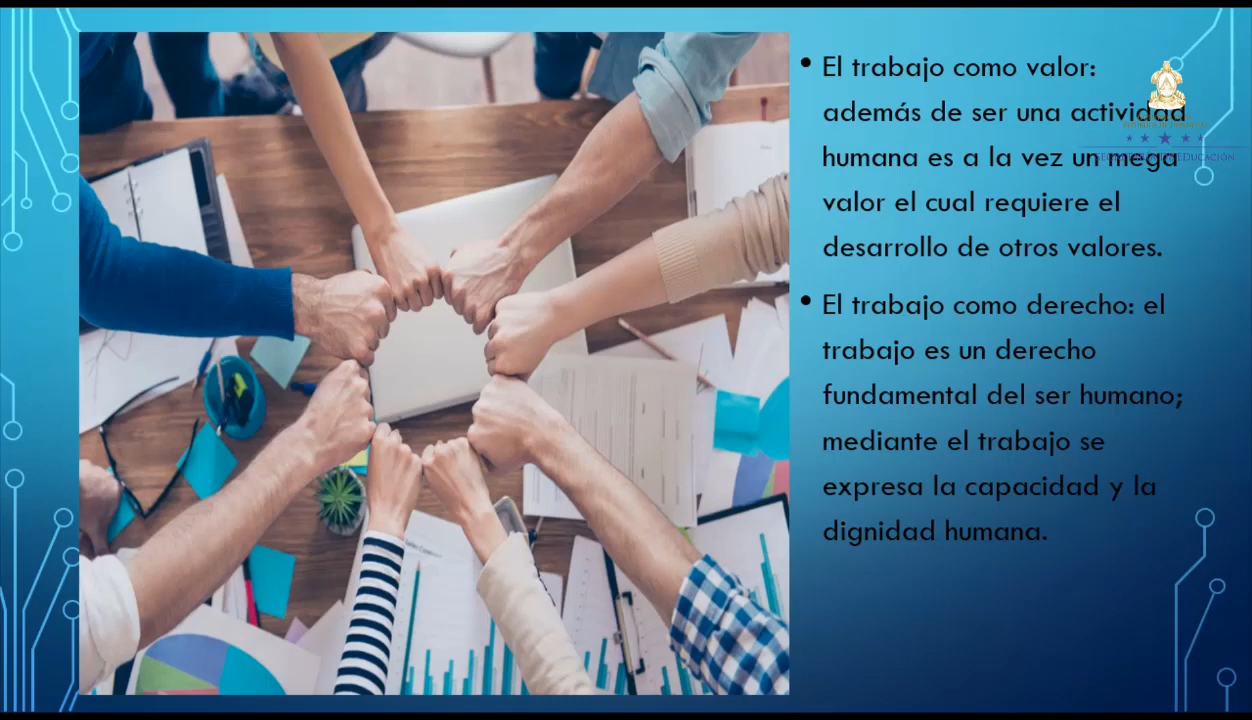 • El trabajo como valor:
además de ser una actividad
humana es a la vez un mega
valor el cual requiere el
desarrollo de otros valores.
• El trabajo como derecho: el
trabajo es un derecho
fundamental del ser humano;
mediante el trabajo se
expresa la capacidad y la
dignidad humana.
EDUCACIÓN